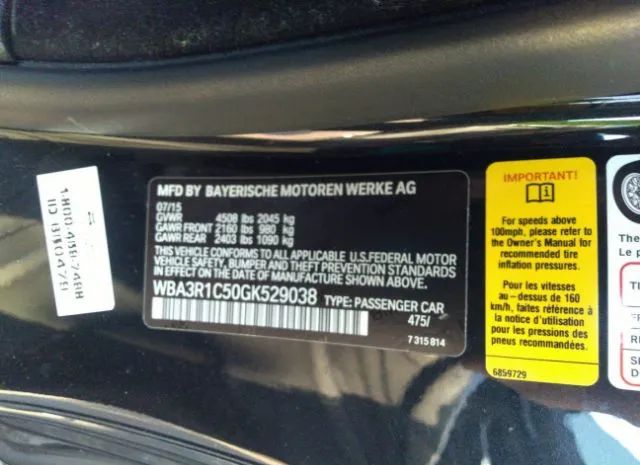 MFD BY BAYERISCHE MOTOREN WERKE AG
07/15
GVWR 4508 lbs 2045 kg
GAWR FRONT 2160 lbs 980 kg
GAWR REAR 2403 lbs 1090 kg
THIS VEHICLE CONFORMS TO ALL APPLICABLE U.S.FEDERAL MOTOR
VEHICLE SAFETY, BUMPER, AND THEFT PREVENTION STANDARDS
IN EFFECT ON THE DATE OF MANUFACTURE SHOWN ABOVE.
WBA3R1C50GK529038 TYPE: PASSENGER CAR
475/
7 315 814
IMPORTANT!
For speeds above
100mph, please refer to
the Owner's Manual for
recommended tire
inflation pressures.
Pour les vitesses
au-dessus de 160
km/h, faites référence à
la notice d'utilisation
pour les pressions des
pneus recommandées.
6859729
The
Le p
TI
RE